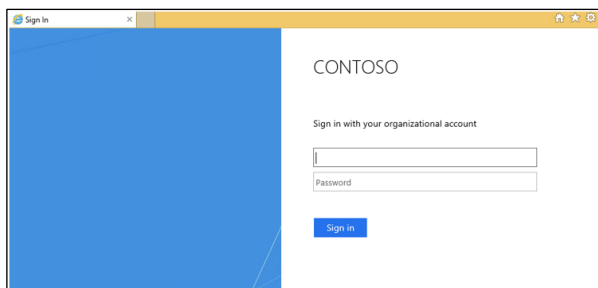 Sign In
CONTOSO
Sign in with your organizational account
Password
Sign in